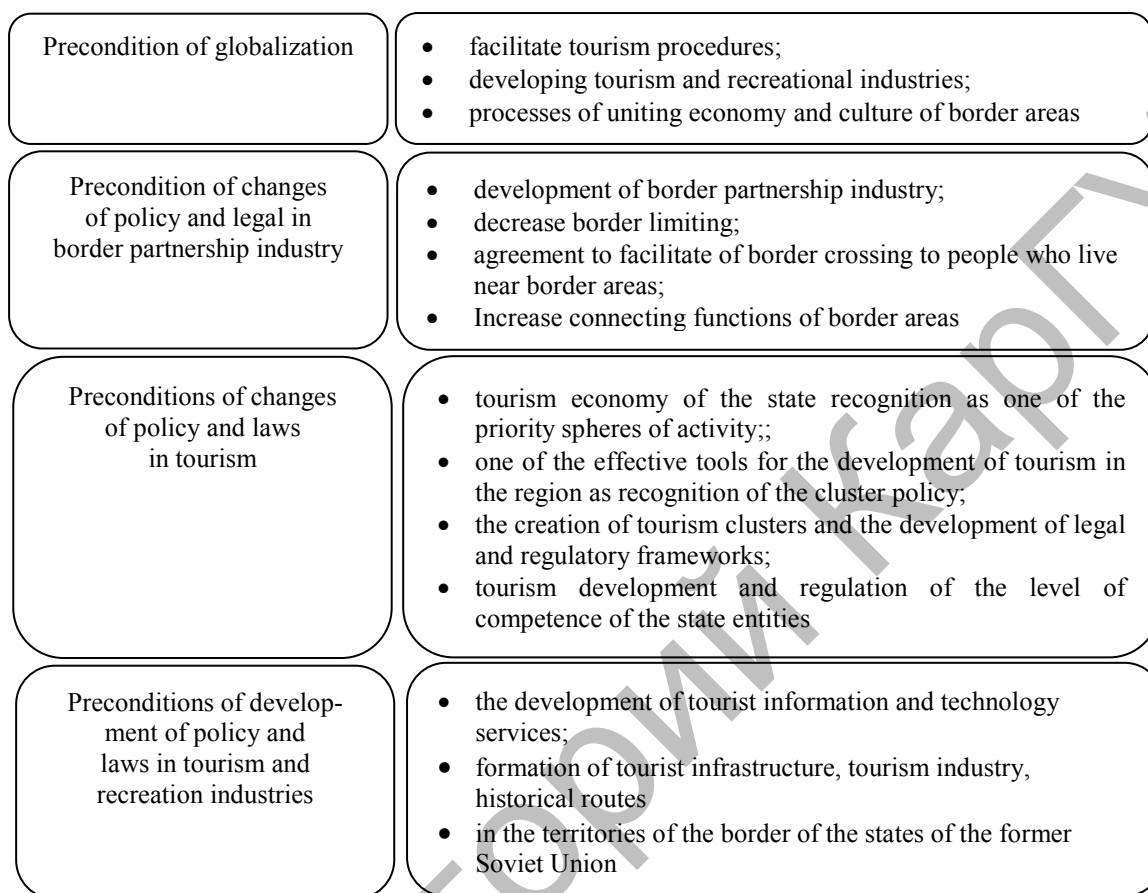 Precondition of globalization
• facilitate tourism procedures;
• developing tourism and recreational industries;
• processes of uniting economy and culture of border areas
Precondition of changes
of policy and legal in
border partnership industry
• development of border partnership industry;
• decrease border limiting;
• agreement to facilitate of border crossing to people who live
near border areas;
• Increase connecting functions of border areas
Preconditions of changes
of policy and laws
in tourism
• tourism economy of the state recognition as one of the
priority spheres of activity;;
• one of the effective tools for the development of tourism in
the region as recognition of the cluster policy;
• the creation of tourism clusters and the development of legal
and regulatory frameworks;
• tourism development and regulation of the level of
competence of the state entities
Preconditions of develop-
ment of policy and
laws in tourism and
recreation industries
• the development of tourist information and technology
services;
• formation of tourist infrastructure, tourism industry,
historical routes
• in the territories of the border of the states of the former
Soviet Union